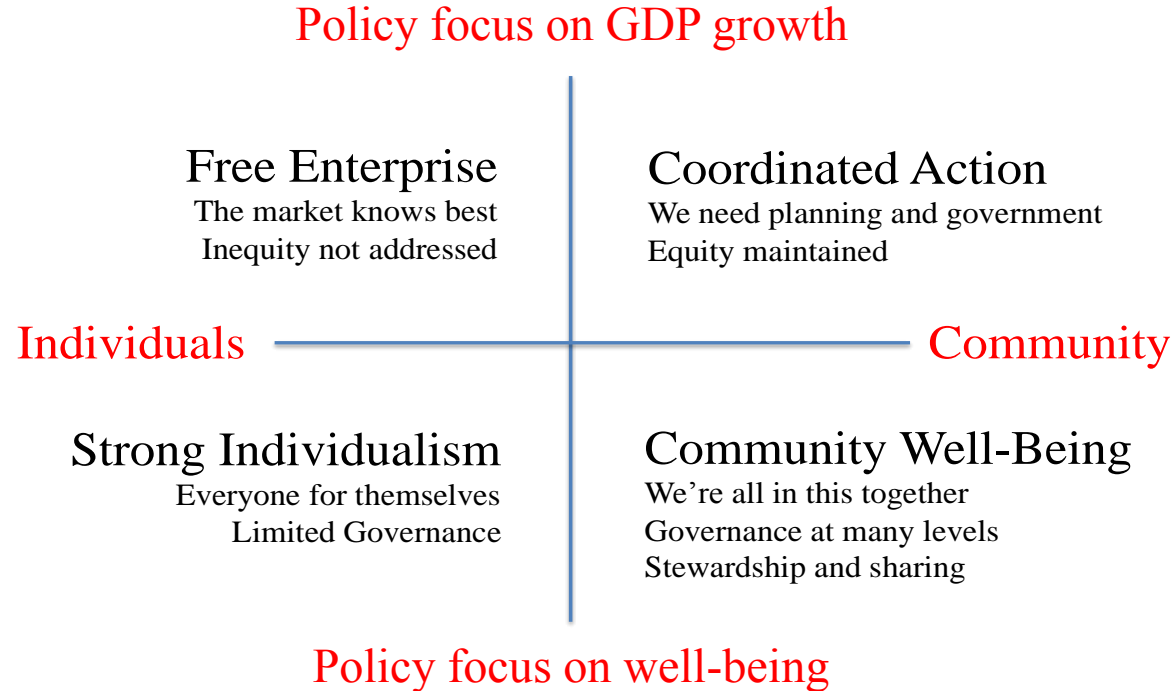 Policy focus on GDP growth
Free Enterprise
The market knows best
Inequity not addressed
Coordinated Action
We need planning and government
Equity maintained
Individuals
Community
Strong Individualism
Everyone for themselves
Limited Governance
Community Well-Being
We’re all in this together
Governance at many levels
Stewardship and sharing
Policy focus on well-being